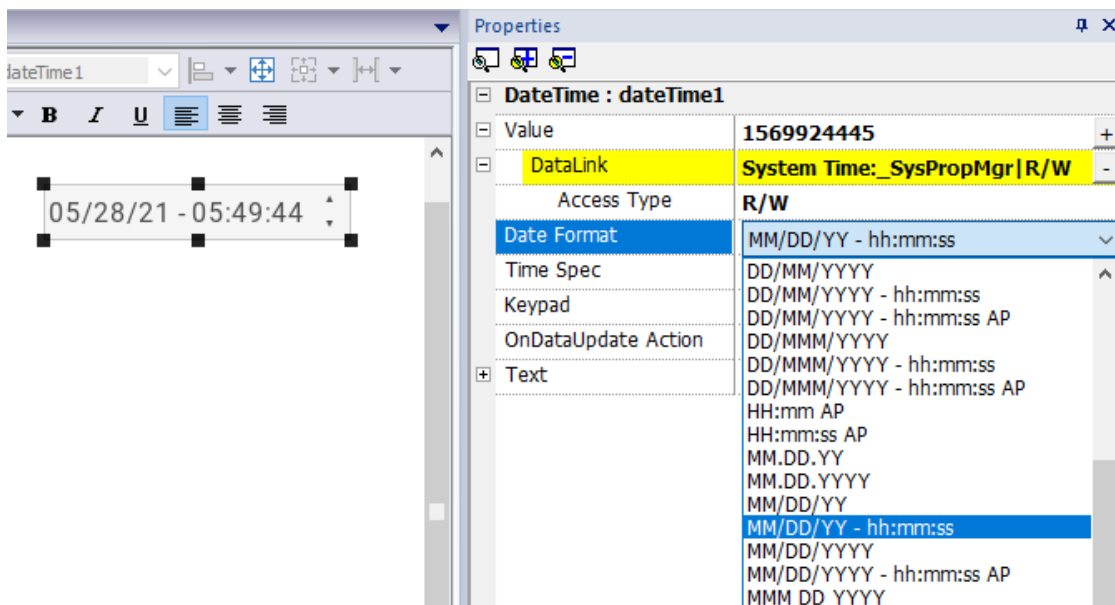 Properties
dateTime1
B I U
05/28/21 - 05:49:44
DateTime : dateTime1
Value 1569924445 +
DataLink System Time:_SysPropMgr|R/W -
Access Type R/W
Date Format MM/DD/YY - hh:mm:ss
Time Spec
Keypad
OnDataUpdate Action
Text
DD/MM/YYYY
DD/MM/YYYY - hh:mm:ss
DD/MM/YYYY - hh:mm:ss AP
DD/MMM/YYYY
DD/MMM/YYYY - hh:mm:ss
DD/MMM/YYYY - hh:mm:ss AP
HH:mm AP
HH:mm:ss AP
MM.DD.YY
MM.DD.YYYY
MM/DD/YY
MM/DD/YY - hh:mm:ss
MM/DD/YYYY
MM/DD/YYYY - hh:mm:ss AP
MMM DD YYYY